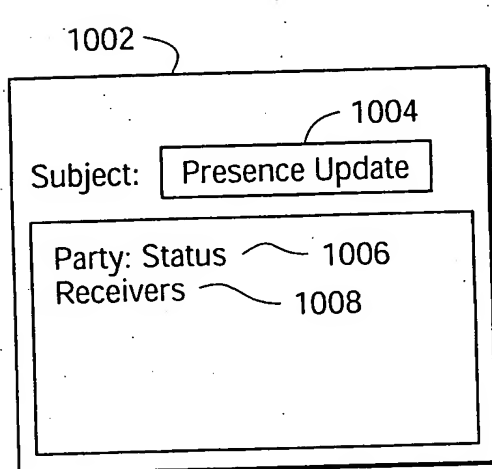 1002
1004
Subject: Presence Update
Party: Status 1006
Receivers 1008